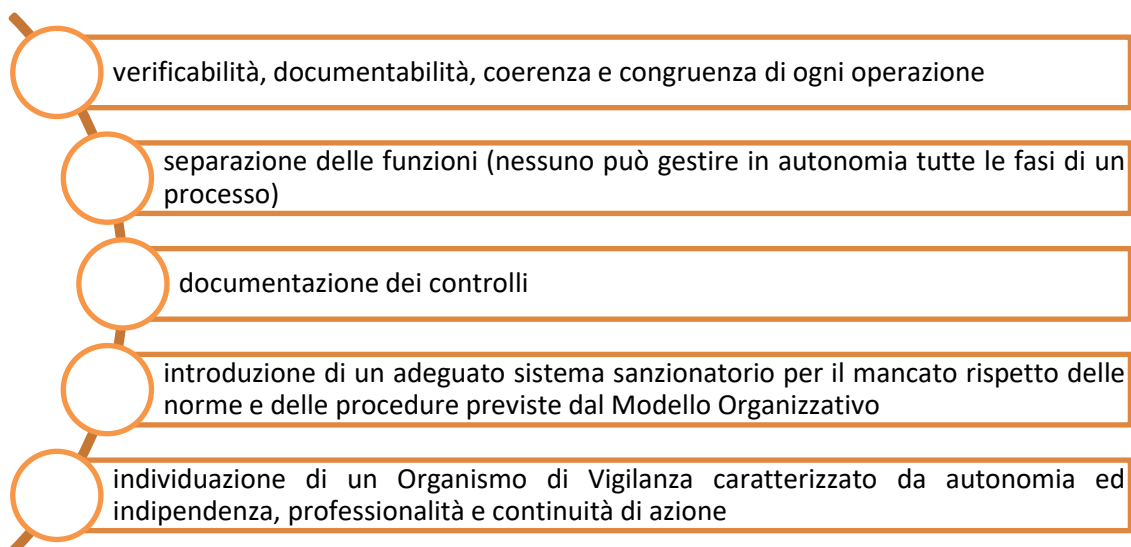 verificabilità, documentabilità, coerenza e congruenza di ogni operazione
separazione delle funzioni (nessuno può gestire in autonomia tutte le fasi di un
processo)
documentazione dei controlli
introduzione di un adeguato sistema sanzionatorio per il mancato rispetto delle
norme e delle procedure previste dal Modello Organizzativo
individuazione di un Organismo di Vigilanza caratterizzato da autonomia ed
indipendenza, professionalità e continuità di azione